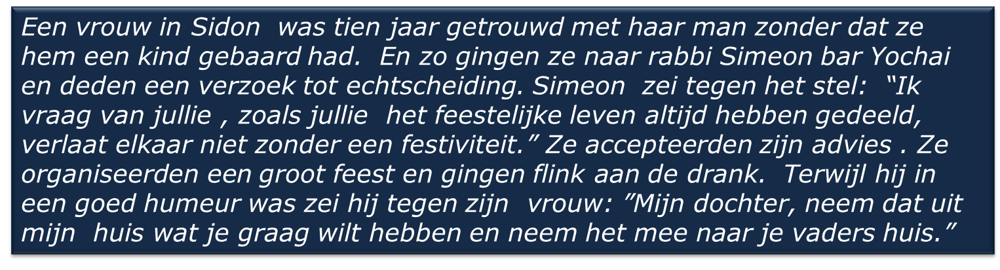 Een vrouw in Sidon  was tien jaar getrouwd met haar man zonder dat ze
hem een kind gebaard had.  En zo gingen ze naar rabbi Simeon bar Yochai
en deden een verzoek tot echtscheiding. Simeon  zei tegen het stel:  “Ik
vraag van jullie , zoals jullie  het feestelijke leven altijd hebben gedeeld,
verlaat elkaar niet zonder een festiviteit.” Ze accepteerden zijn advies . Ze
organiseerden een groot feest en gingen flink aan de drank.  Terwijl hij in
een goed humeur was zei hij tegen zijn  vrouw: ”Mijn dochter, neem dat uit
mijn  huis wat je graag wilt hebben en neem het mee naar je vaders huis.”